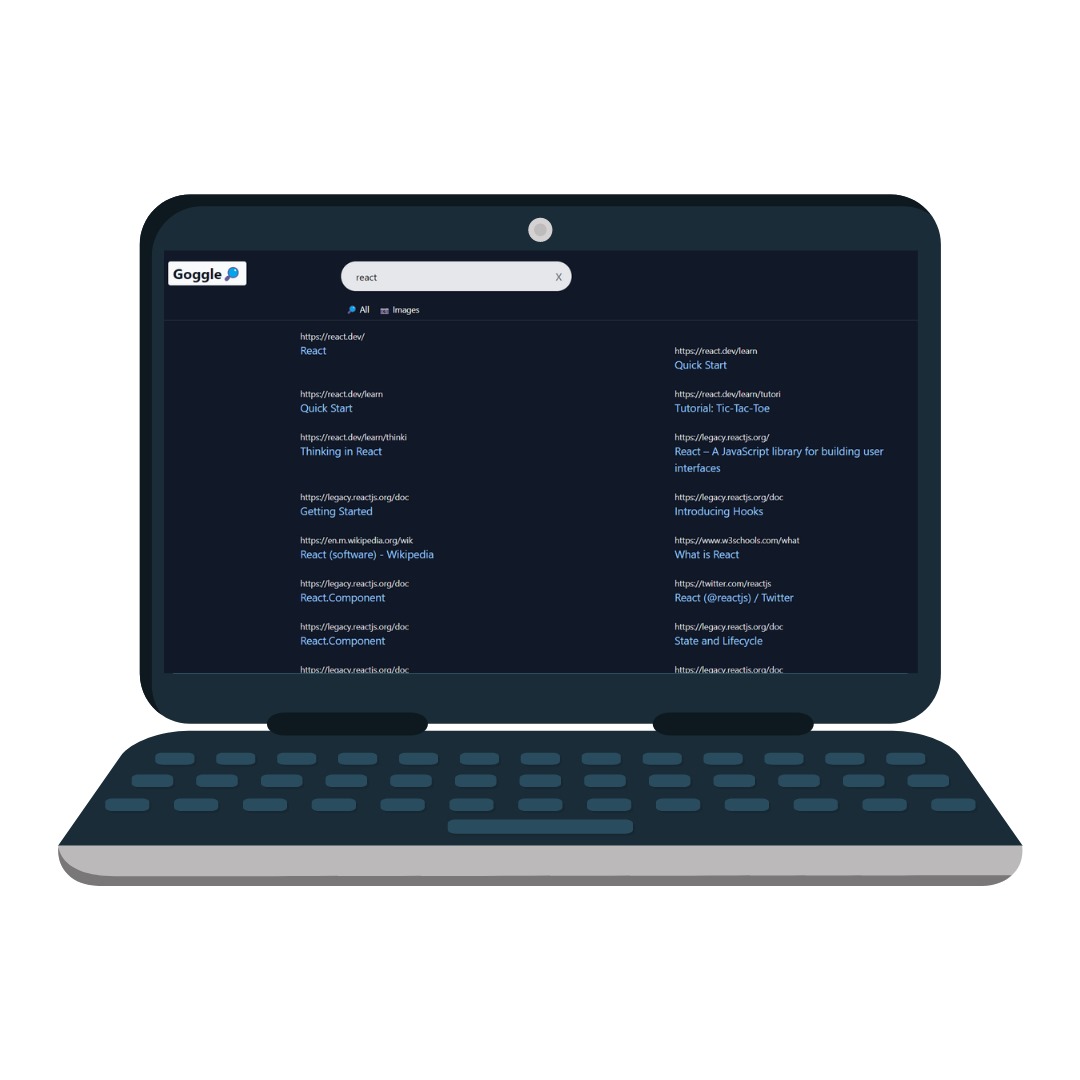 Goggle
react
X
All
Images
https://react.dev/
React
https://react.dev/learn
Quick Start
https://react.dev/learn
Quick Start
https://react.dev/learn/tutori
Tutorial: Tic-Tac-Toe
https://react.dev/learn/thinki
Thinking in React
https://legacy.reactjs.org/
React – A JavaScript library for building user
interfaces
https://legacy.reactjs.org/doc
Getting Started
https://legacy.reactjs.org/doc
Introducing Hooks
https://en.m.wikipedia.org/wik
React (software) - Wikipedia
https://www.w3schools.com/what
What is React
https://legacy.reactjs.org/doc
React.Component
https://twitter.com/reactjs
React (@reactjs) / Twitter
https://legacy.reactjs.org/doc
React.Component
https://legacy.reactjs.org/doc
State and Lifecycle
https://legacy.reactjs.org/doc
https://legacy.reactjs.org/doc